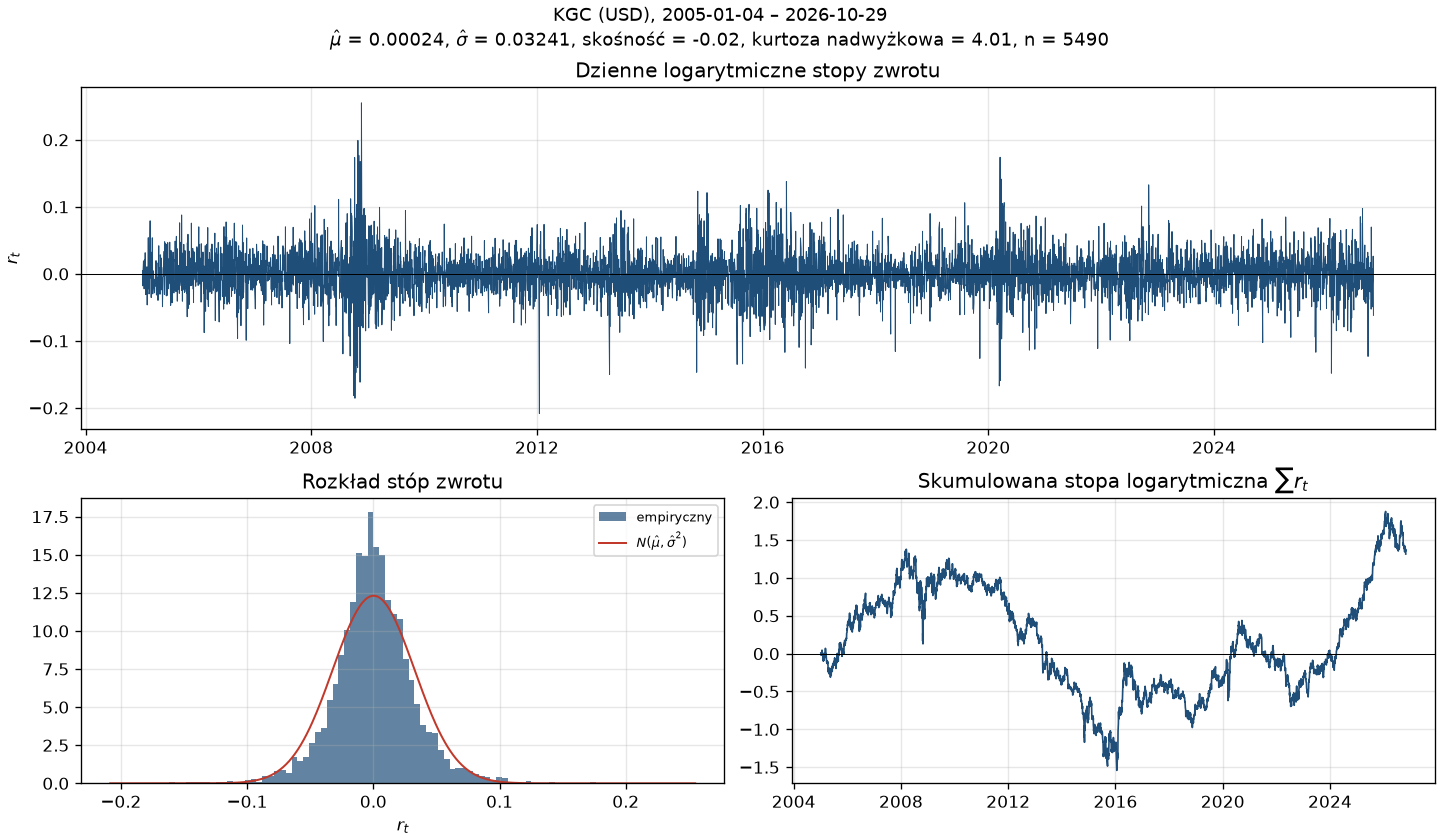 KGC (USD), 2005-01-04 – 2026-10-29
μ̂ = 0.00024, σ̂ = 0.03241, skośność = -0.02, kurtoza nadwyżkowa = 4.01, n = 5490
Dzienne logarytmiczne stopy zwrotu
r_t
0.2
0.1
0.0
−0.1
−0.2
2004 2008 2012 2016 2020 2024
Rozkład stóp zwrotu
17.5
15.0
12.5
10.0
7.5
5.0
2.5
0.0
empiryczny
N(μ̂, σ̂²)
−0.2 −0.1 0.0 0.1 0.2
r_t
Skumulowana stopa logarytmiczna ∑r_t
2.0
1.5
1.0
0.5
0.0
−0.5
−1.0
−1.5
2004 2008 2012 2016 2020 2024